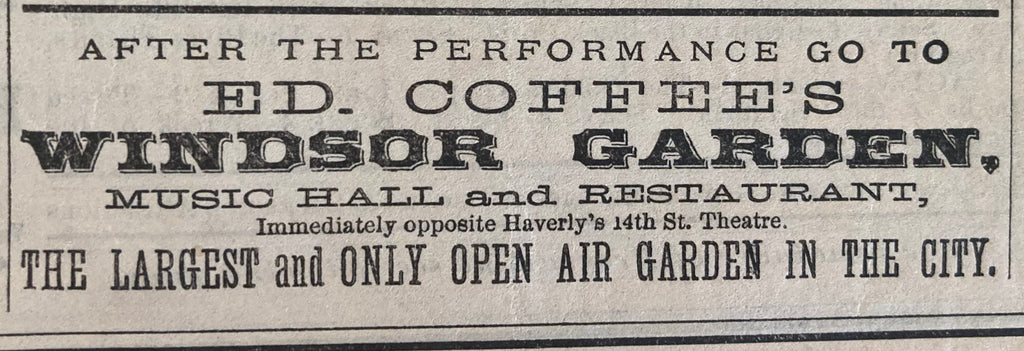 AFTER THE PERFORMANCE GO TO
ED. COFFEE'S
WINDSOR GARDEN,
MUSIC HALL and RESTAURANT,
Immediately opposite Haverly's 14th St. Theatre.
THE LARGEST and ONLY OPEN AIR GARDEN IN THE CITY.